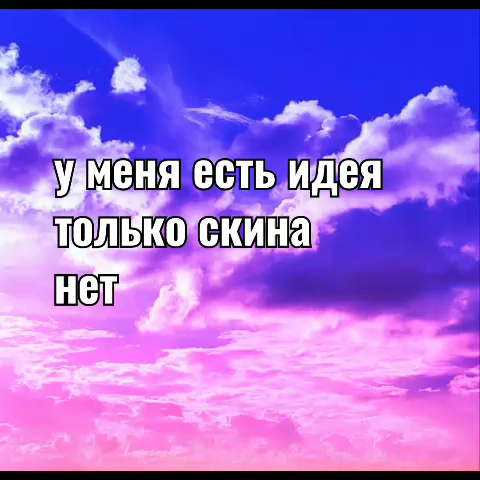 у меня есть идея
только скина
нет